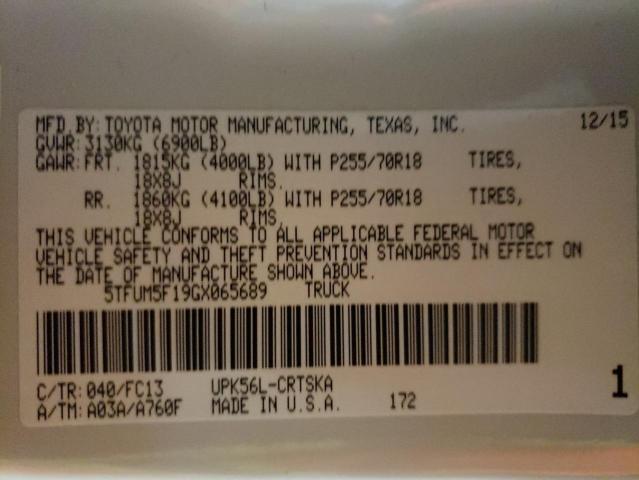 MFD.BY: TOYOTA MOTOR MANUFACTURING, TEXAS, INC. 12/15
GVWR: 3130KG (6900LB)
GAWR: FRT. 1815KG (4000LB) WITH P255/70R18 TIRES,
18X8J RIMS.
RR. 1860KG (4100LB) WITH P255/70R18 TIRES,
18X8J RIMS.
THIS VEHICLE CONFORMS TO ALL APPLICABLE FEDERAL MOTOR
VEHICLE SAFETY AND THEFT PREVENTION STANDARDS IN EFFECT ON
THE DATE OF MANUFACTURE SHOWN ABOVE.
5TFUM5F19GX065689 TRUCK
C/TR: 040/FC13 UPK56L-CRTSKA 1
A/TM: A03A/A760F MADE IN U.S.A. 172